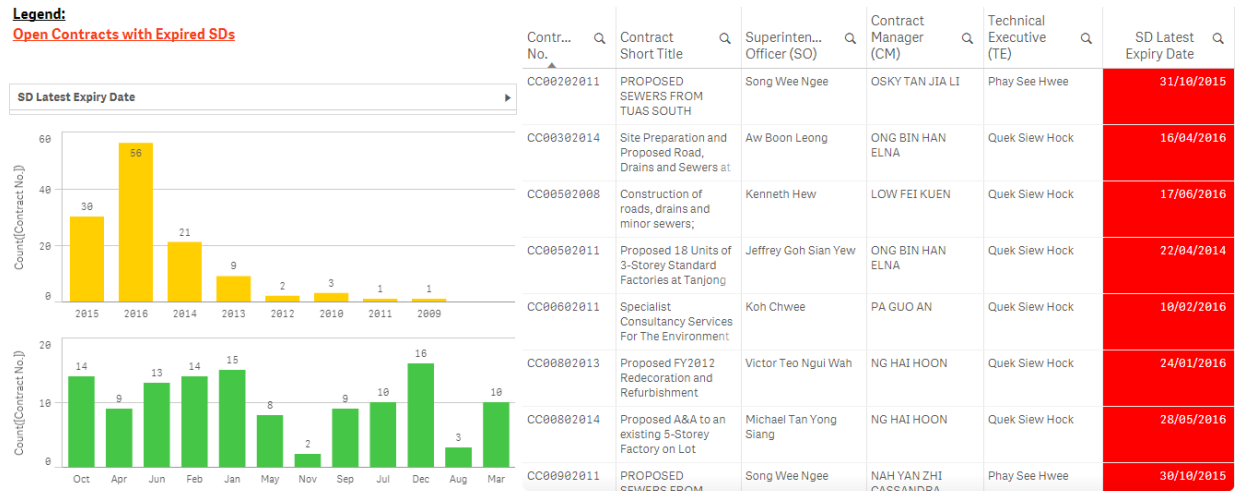 Legend:
Open Contracts with Expired SDs
SD Latest Expiry Date
Count([Contract No.])
60
40
20
0
30
56
21
9
2
3
1
1
2015 2016 2014 2013 2012 2010 2011 2009
Count([Contract No.])
20
10
0
14
9
13
14
15
8
2
9
10
16
3
10
Oct Apr Jun Feb Jan May Nov Sep Jul Dec Aug Mar
Contr...
No.
Contract
Short Title
Superinten...
Officer (SO)
Contract
Manager
(CM)
Technical
Executive
(TE)
SD Latest
Expiry Date
CC00202011
PROPOSED
SEWERS FROM
TUAS SOUTH
Song Wee Ngee
OSKY TAN JIA LI
Phay See Hwee
31/10/2015
CC00302014
Site Preparation and
Proposed Road,
Drains and Sewers at
Aw Boon Leong
ONG BIN HAN
ELNA
Quek Siew Hock
16/04/2016
CC00502008
Construction of
roads, drains and
minor sewers;
Kenneth Hew
LOW FEI KUEN
Quek Siew Hock
17/06/2016
CC00502011
Proposed 18 Units of
3-Storey Standard
Factories at Tanjong
Jeffrey Goh Sian Yew
ONG BIN HAN
ELNA
Quek Siew Hock
22/04/2014
CC00602011
Specialist
Consultancy Services
For The Environment
Koh Chwee
PA GUO AN
Quek Siew Hock
10/02/2016
CC00802013
Proposed FY2012
Redecoration and
Refurbishment
Victor Teo Ngui Wah
NG HAI HOON
Quek Siew Hock
24/01/2016
CC00802014
Proposed A&A to an
existing 5-Storey
Factory on Lot
Michael Tan Yong
Siang
NG HAI HOON
Quek Siew Hock
28/05/2016
CC00902011
PROPOSED
SEWERS FROM
Song Wee Ngee
NAH YAN ZHI
CASSANDRA
Phay See Hwee
30/10/2015